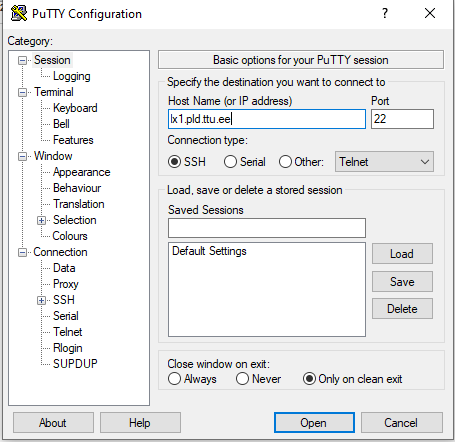 PuTTY Configuration
Category:
Session
Logging
Terminal
Keyboard
Bell
Features
Window
Appearance
Behaviour
Translation
Selection
Colours
Connection
Data
Proxy
SSH
Serial
Telnet
Rlogin
SUPDUP
Basic options for your PuTTY session
Specify the destination you want to connect to
Host Name (or IP address) Port
lx1.pld.ttu.ee 22
Connection type:
SSH Serial Other: Telnet
Load, save or delete a stored session
Saved Sessions
Default Settings
Load
Save
Delete
Close window on exit:
Always Never Only on clean exit
About Help Open Cancel